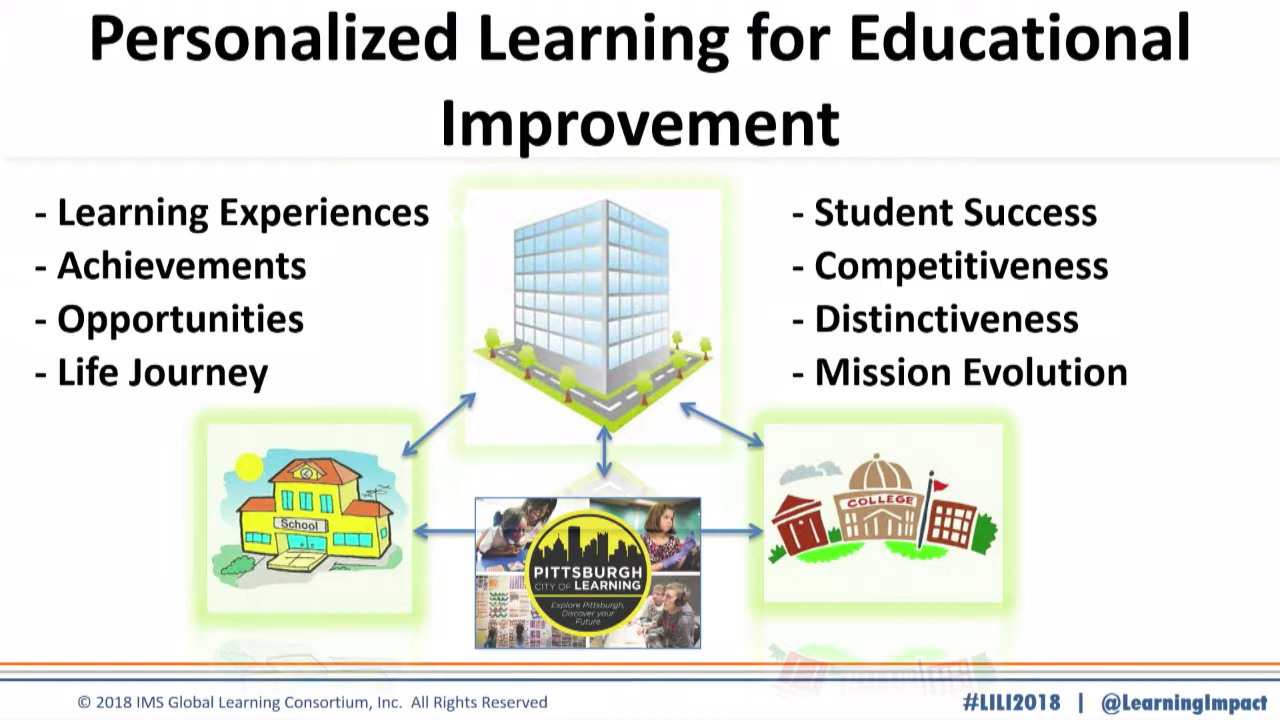 Personalized Learning for Educational
Improvement
- Learning Experiences
- Achievements
- Opportunities
- Life Journey
- Student Success
- Competitiveness
- Distinctiveness
- Mission Evolution
School
COLLEGE
PITTSBURGH
CITY OF LEARNING
Explore Pittsburgh,
Discover your
Future
© 2018 IMS Global Learning Consortium, Inc. All Rights Reserved
#LILI2018 | @LearningImpact